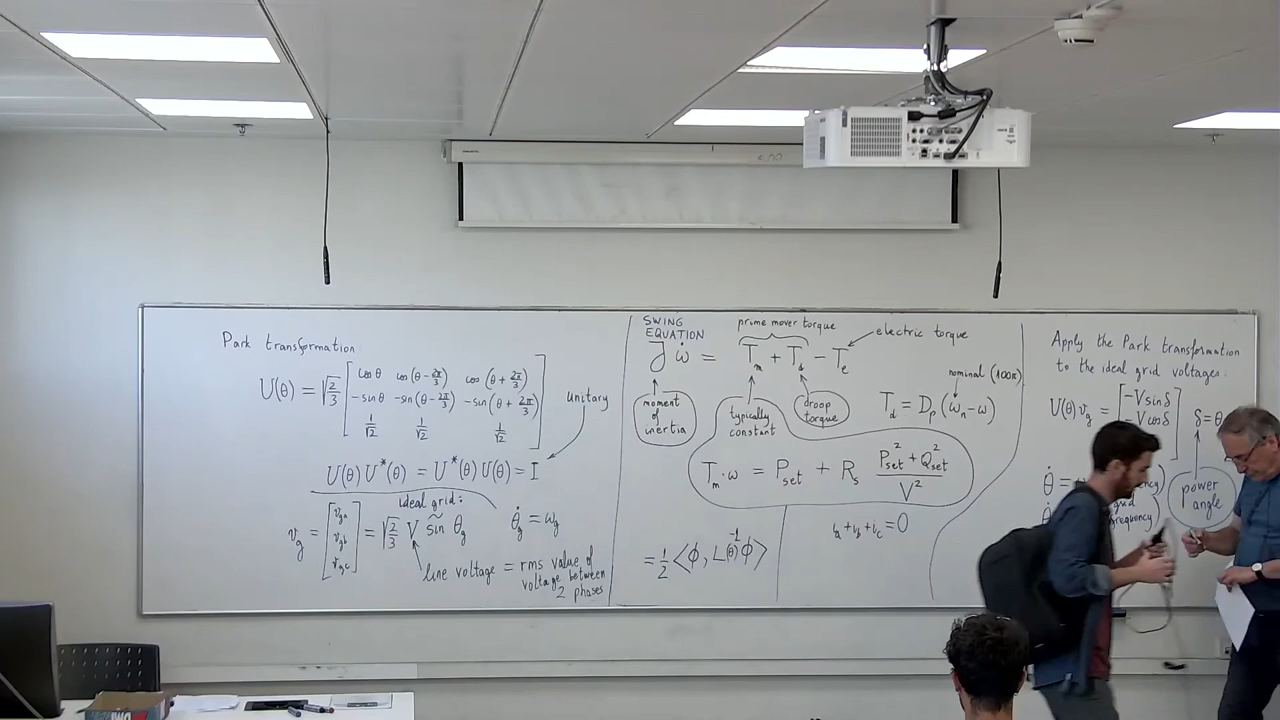 Park transformation
U(θ) = √2/3 [cos θ cos(θ-2π/3) cos(θ+2π/3)
-sin θ -sin(θ-2π/3) -sin(θ+2π/3)
1/√2 1/√2 1/√2]
unitary
U(θ) U*(θ) = U*(θ) U(θ) = I
ideal grid:
v_g = [v_ga v_gb v_gc] = √2/3 V s̃in θ_g θ̇_g = ω_g
line voltage = rms value of
voltage between
2 phases
SWING
EQUATION
prime mover torque
electric torque
J ω̇ = T_m + T_d - T_e
moment
of
inertia
typically
constant
droop
torque
nominal (100π)
T_d = D_p (ω_n - ω)
T_m · ω = P_set + R_s (P_set² + Q_set²)/V²
= 1/2 <ϕ, L(θ)⁻¹ ϕ>
i_a + i_b + i_c = 0
Apply the Park transformation
to the ideal grid voltages.
U(θ) v_g = [-V sin δ
-V cos δ
δ = θ
power
angle
θ̇ =
grid
frequency)